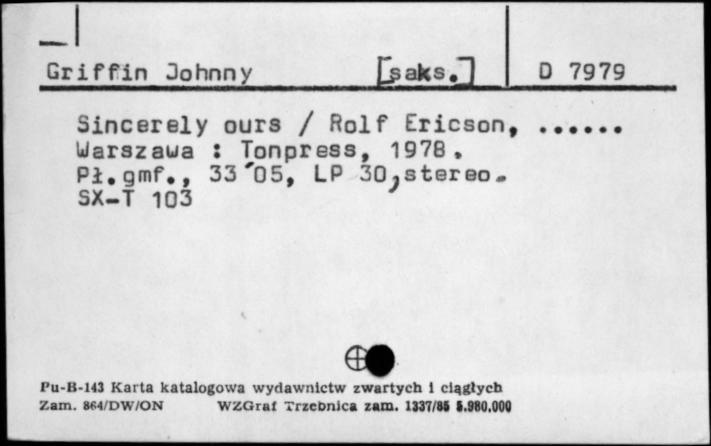 Griffin Johnny [saks.] D 7979
Sincerely ours / Rolf Ericson, ......
Warszawa : Tonpress, 1978.
Pł.gmf., 33´05, LP 30, stereo.
SX-T 103
Pu-B-143 Karta katalogowa wydawnictw zwartych i ciągłych
Zam. 864/DW/ON WZGraf Trzebnica zam. 1337/85 5.980.000